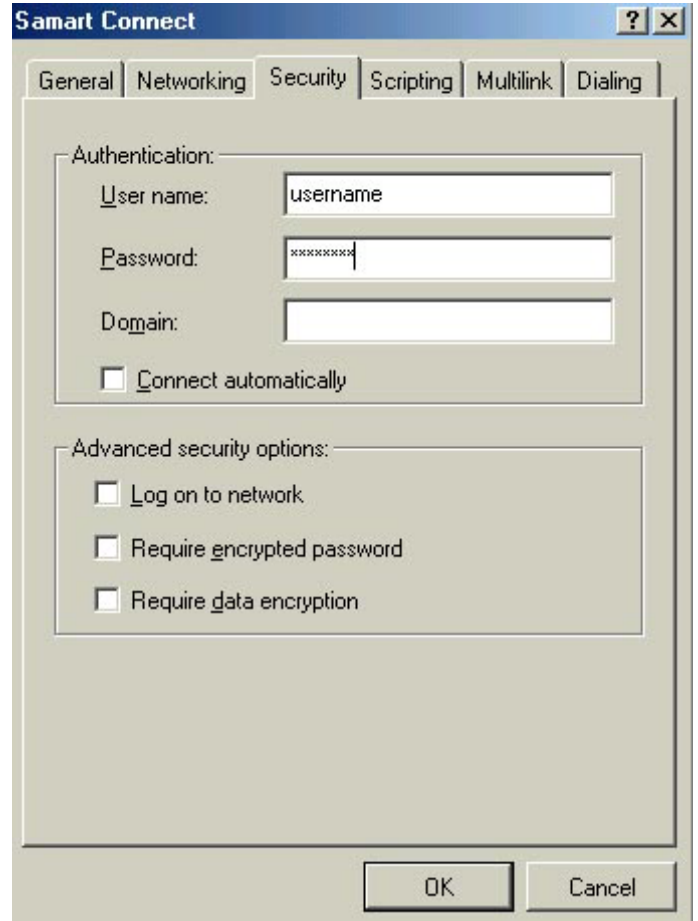 Samart Connect
General Networking Security Scripting Multilink Dialing
Authentication:
User name: username
Password: ********
Domain:
Connect automatically
Advanced security options:
Log on to network
Require encrypted password
Require data encryption
OK Cancel